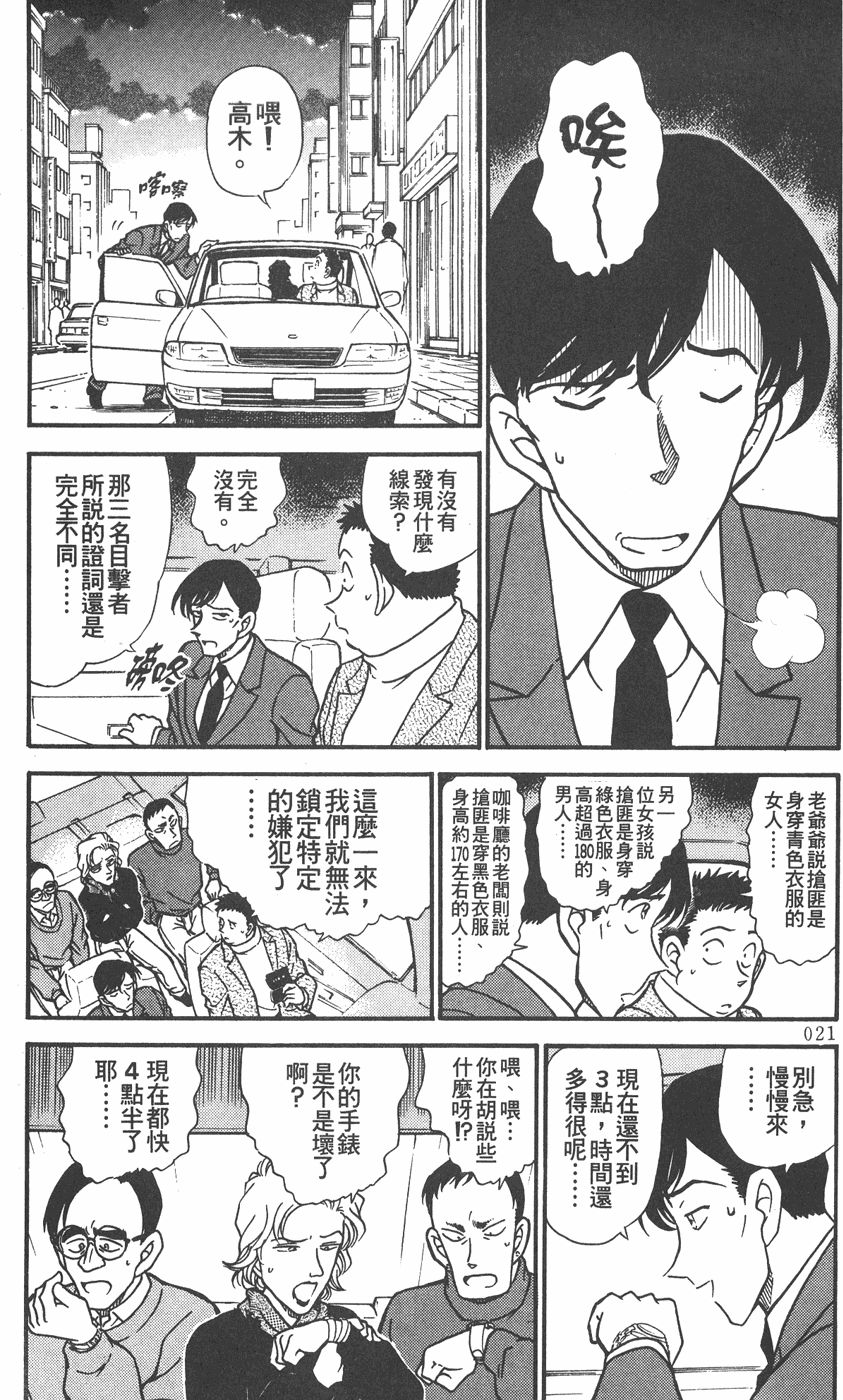 唉～
喂！
高木。
喀嚓
有沒有
發現什麼
線索？
完全
沒有。
那三名目擊者
所說的證詞還是
完全不同……
磅咚
老爺爺說搶匪是
身穿青色衣服的
女人……
另一
位女孩說
搶匪是身穿
綠色衣服、身
高超過180的
男人……
咖啡廳的老闆則說
搶匪是穿黑色衣服、
身高約170左右的人……
這麼一來，
我們就無法
鎖定特定
的嫌犯了
……
021
別急，
慢慢來
……
現在還不到
3點，時間還
多得很呢……
喂、喂…
你在胡說些
什麼呀!?
你的手錶
是不是壞了
啊？
現在都快
4點半了
耶……